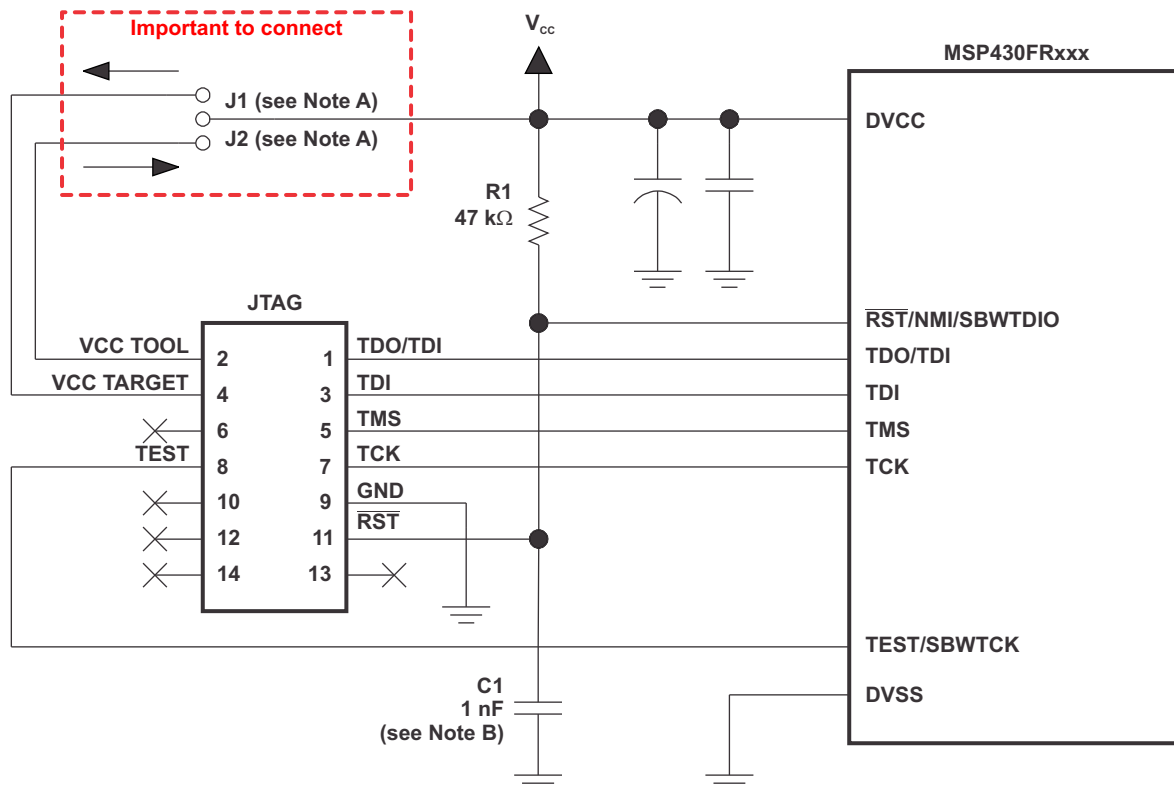 Important to connect
V_CC
MSP430FRxxx
J1 (see Note A)
J2 (see Note A)
DVCC
R1
47 kΩ
JTAG
RST/NMI/SBWTDIO
VCC TOOL
2
1
TDO/TDI
TDO/TDI
VCC TARGET
4
3
TDI
TDI
6
5
TMS
TMS
TEST
8
7
TCK
TCK
10
9
GND
12
11
RST
14
13
TEST/SBWTCK
C1
1 nF
(see Note B)
DVSS